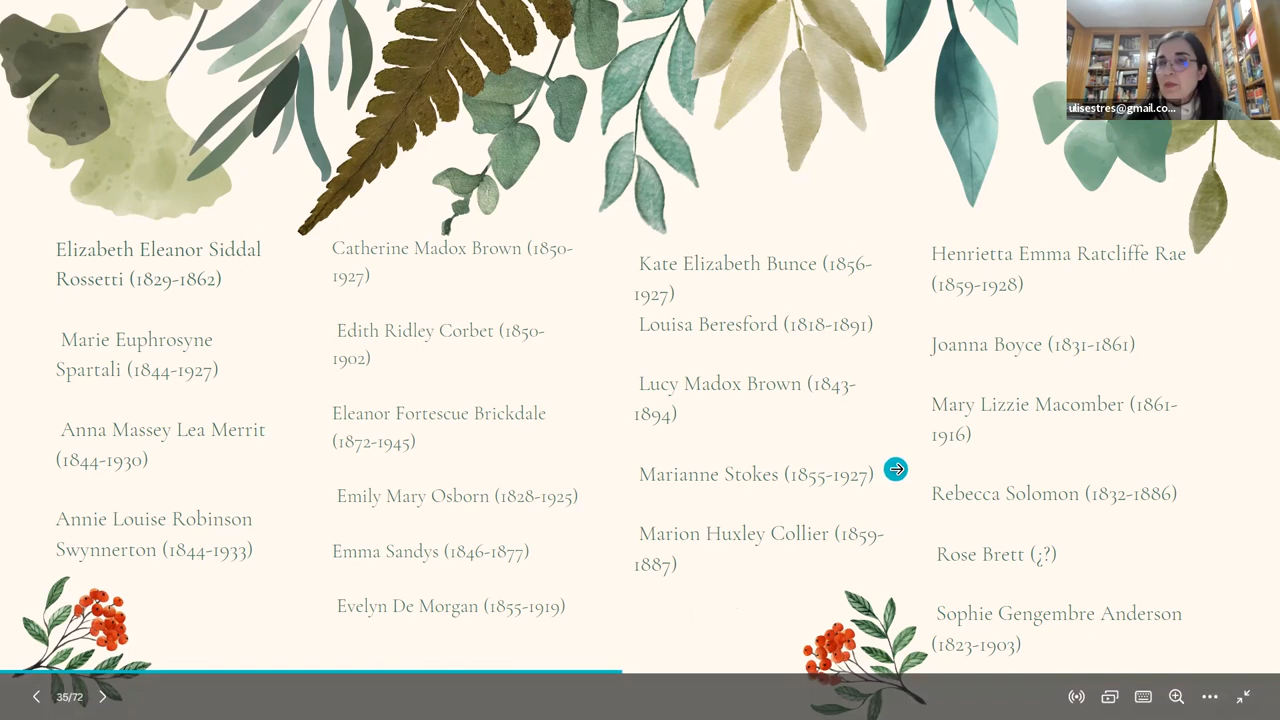 ulisestres@gmail.co...
Elizabeth Eleanor Siddal
Rossetti (1829-1862)
Marie Euphrosyne
Spartali (1844-1927)
Anna Massey Lea Merrit
(1844-1930)
Annie Louise Robinson
Swynnerton (1844-1933)
Catherine Madox Brown (1850-
1927)
Edith Ridley Corbet (1850-
1902)
Eleanor Fortescue Brickdale
(1872-1945)
Emily Mary Osborn (1828-1925)
Emma Sandys (1846-1877)
Evelyn De Morgan (1855-1919)
Kate Elizabeth Bunce (1856-
1927)
Louisa Beresford (1818-1891)
Lucy Madox Brown (1843-
1894)
Marianne Stokes (1855-1927)
Marion Huxley Collier (1859-
1887)
Henrietta Emma Ratcliffe Rae
(1859-1928)
Joanna Boyce (1831-1861)
Mary Lizzie Macomber (1861-
1916)
Rebecca Solomon (1832-1886)
Rose Brett (¿?)
Sophie Gengembre Anderson
(1823-1903)
35/72